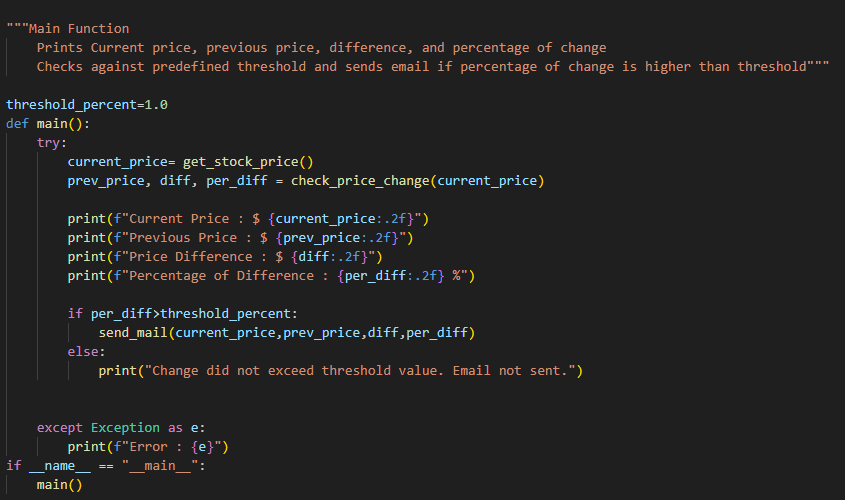 """Main Function
    Prints Current price, previous price, difference, and percentage of change
    Checks against predefined threshold and sends email if percentage of change is higher than threshold"""

threshold_percent=1.0
def main():
    try:
        current_price= get_stock_price()
        prev_price, diff, per_diff = check_price_change(current_price)

        print(f"Current Price : $ {current_price:.2f}")
        print(f"Previous Price : $ {prev_price:.2f}")
        print(f"Price Difference : $ {diff:.2f}")
        print(f"Percentage of Difference : {per_diff:.2f} %")

        if per_diff>threshold_percent:
            send_mail(current_price,prev_price,diff,per_diff)
        else:
            print("Change did not exceed threshold value. Email not sent.")


    except Exception as e:
        print(f"Error : {e}")
if __name__ == "__main__":
    main()